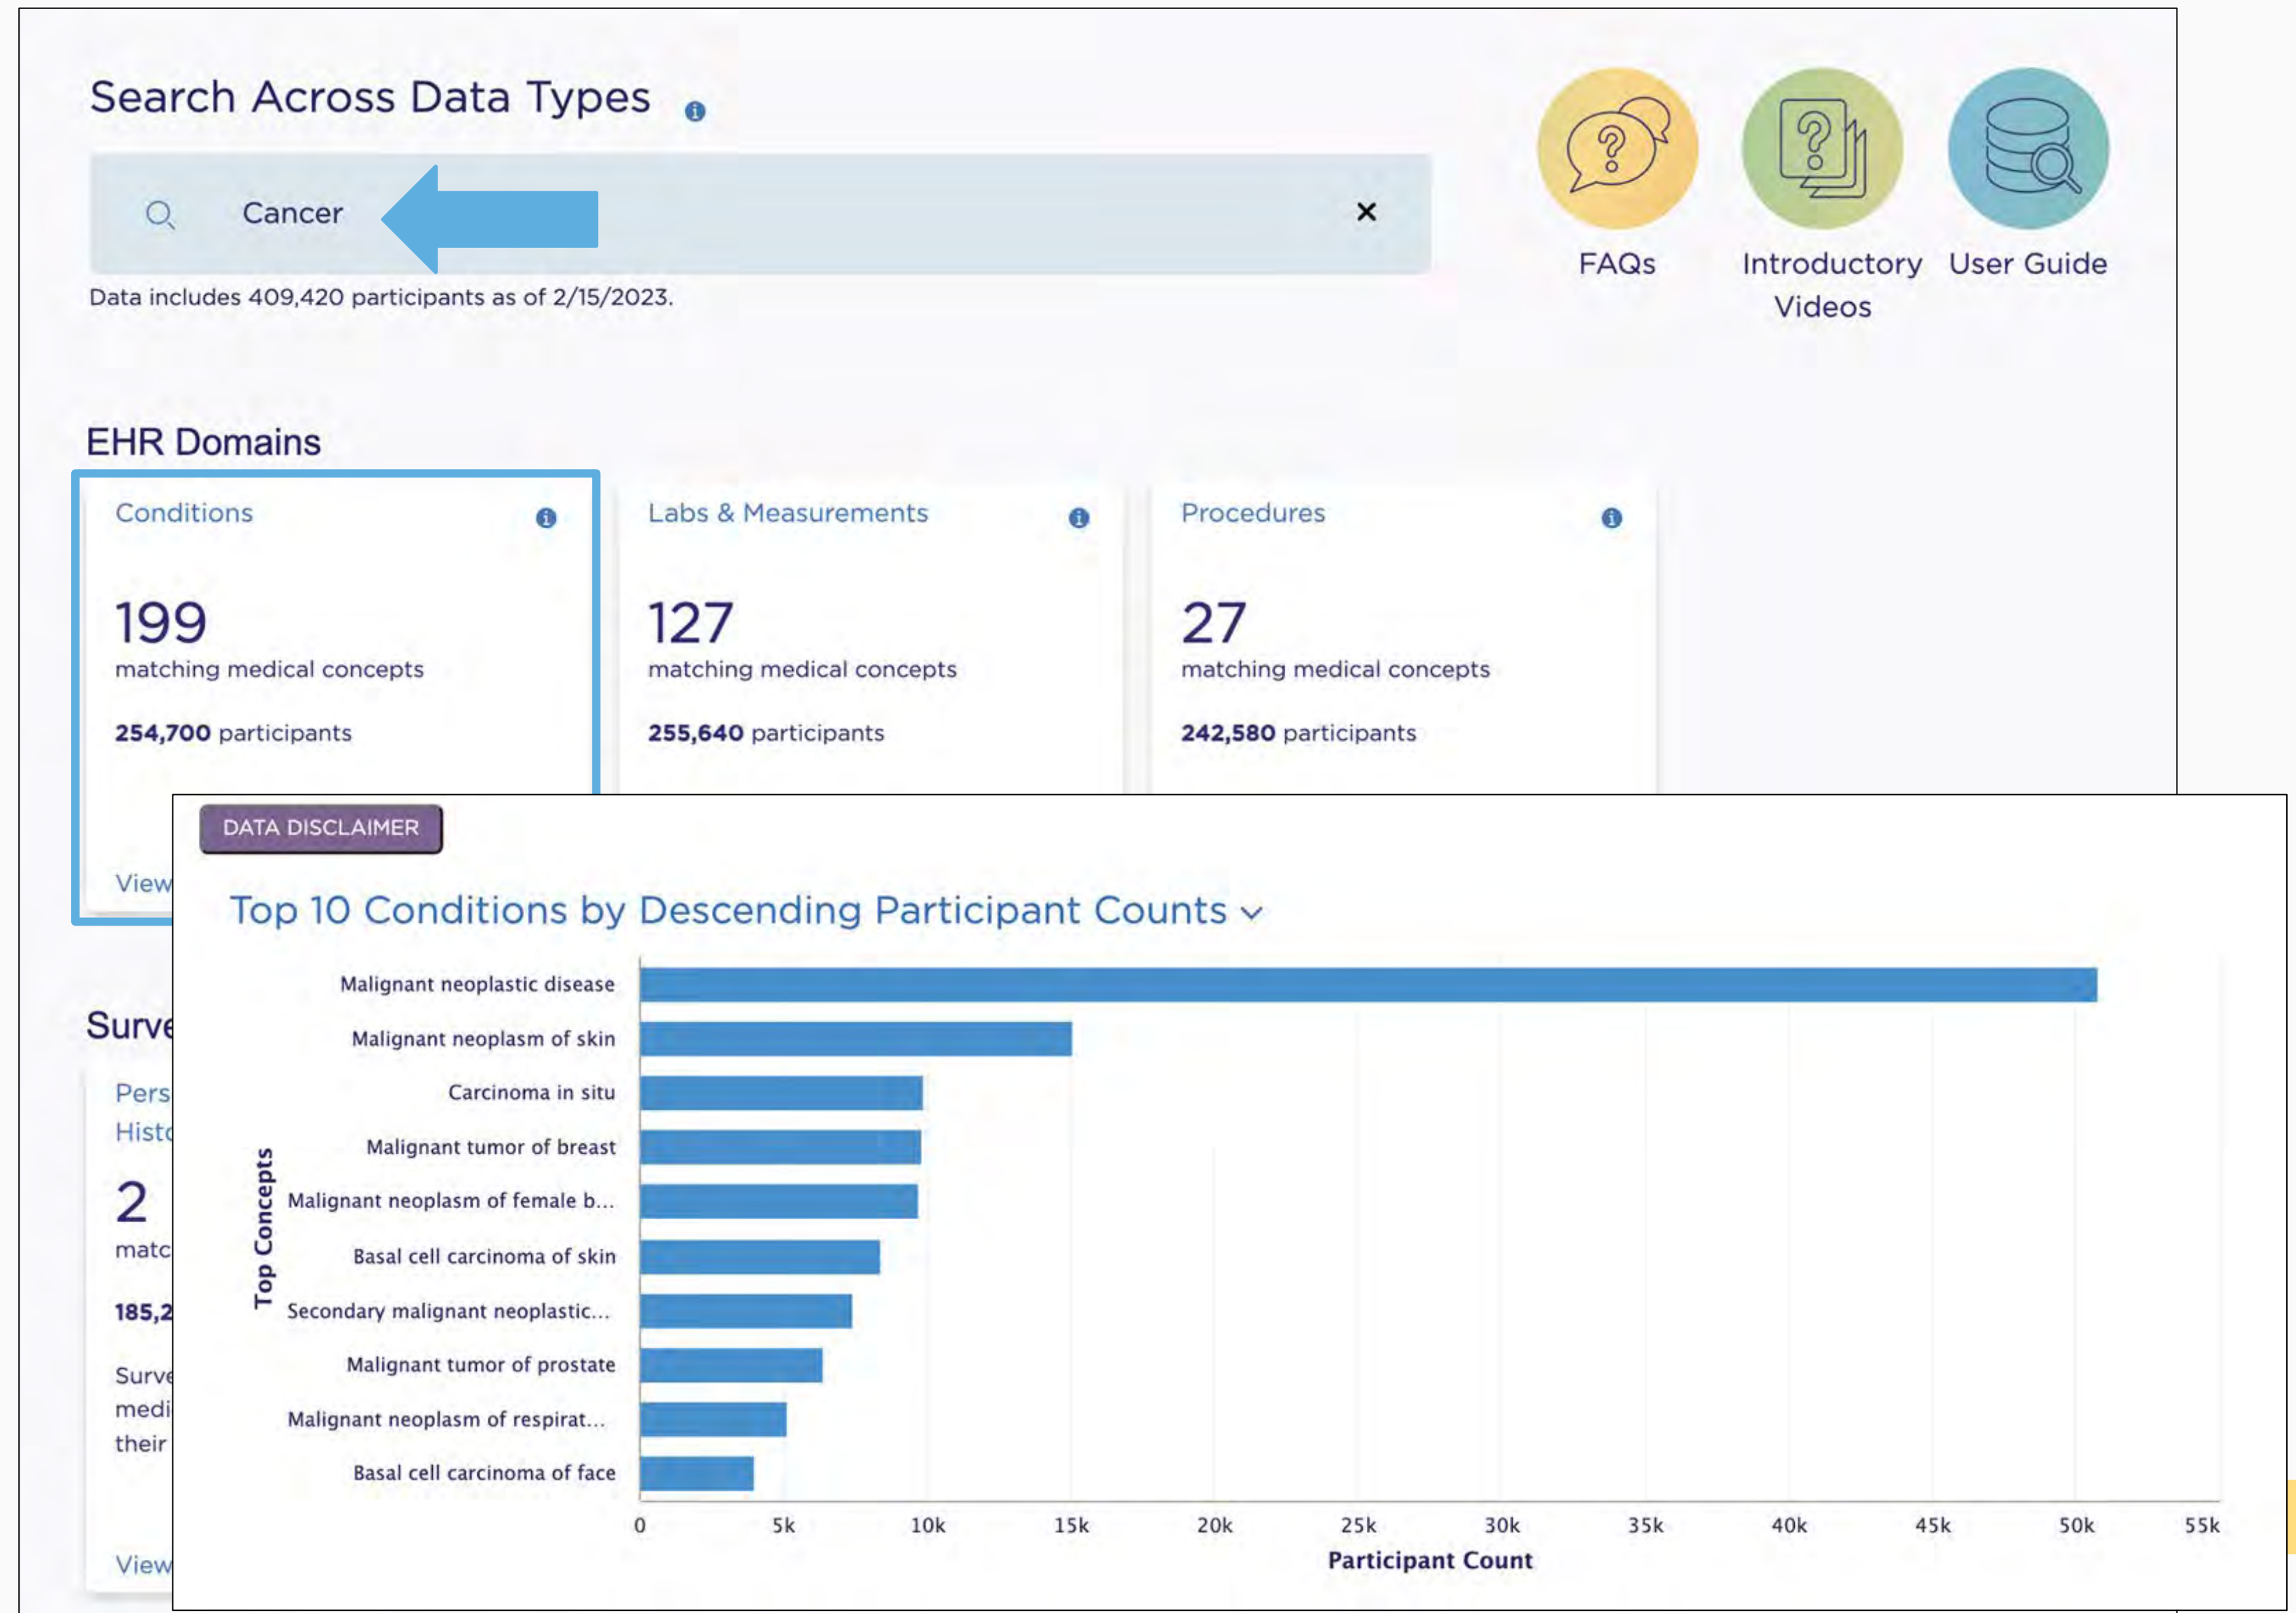 Search Across Data Types
Cancer
Data includes 409,420 participants as of 2/15/2023.
FAQs
Introductory
Videos
User Guide
EHR Domains
Conditions
199
matching medical concepts
254,700 participants
View
Labs & Measurements
127
matching medical concepts
255,640 participants
Procedures
27
matching medical concepts
242,580 participants
Surve
Pers
Histo
2
matc
185,2
Surve
medi
their
View
DATA DISCLAIMER
Top 10 Conditions by Descending Participant Counts
Top Concepts
Malignant neoplastic disease
Malignant neoplasm of skin
Carcinoma in situ
Malignant tumor of breast
Malignant neoplasm of female b...
Basal cell carcinoma of skin
Secondary malignant neoplastic...
Malignant tumor of prostate
Malignant neoplasm of respirat...
Basal cell carcinoma of face
0 5k 10k 15k 20k 25k 30k 35k 40k 45k 50k 55k
Participant Count